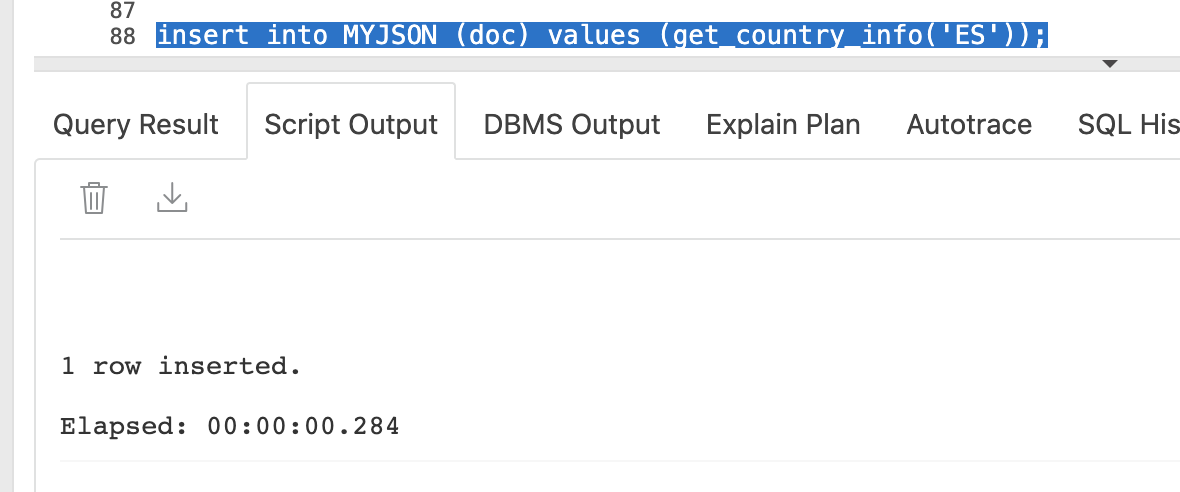 87
88 insert into MYJSON (doc) values (get_country_info('ES'));
Query Result Script Output DBMS Output Explain Plan Autotrace SQL His
1 row inserted.
Elapsed: 00:00:00.284